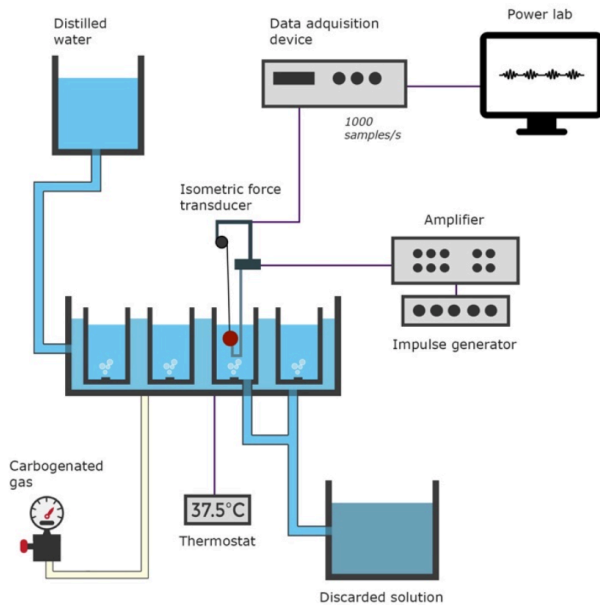 Distilled
water
Data adquisition
device
Power lab
1000
samples/s
Isometric force
transducer
Amplifier
Impulse generator
Carbogenated
gas
37.5°C
Thermostat
Discarded solution